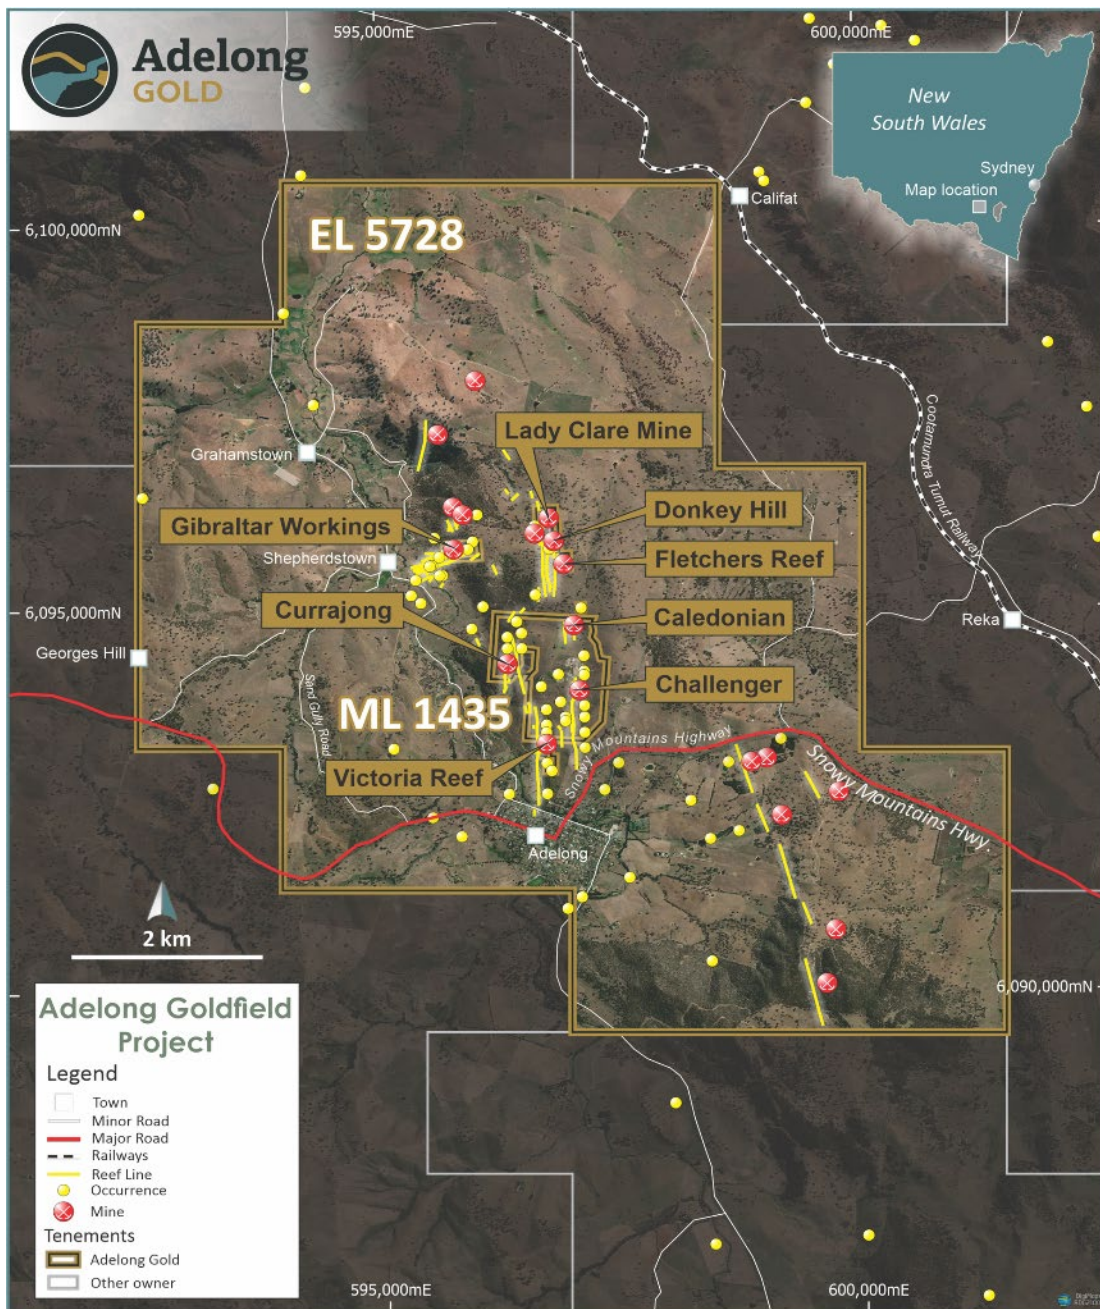 Adelong
GOLD
595,000mE
600,000mE
New
South Wales
Sydney
Map location
Califat
6,100,000mN
EL 5728
Cootamundra Tumut Railway
Lady Clare Mine
Grahamstown
Donkey Hill
Gibraltar Workings
Shepherdstown
Fletchers Reef
6,095,000mN
Currajong
Caledonian
Reka
Georges Hill
Challenger
Sand Gully Road
ML 1435
Snowy Mountains Highway
Victoria Reef
Snowy Mountains Hwy.
Adelong
2 km
6,090,000mN
Adelong Goldfield
Project
Legend
Town
Minor Road
Major Road
Railways
Reef Line
Occurrence
Mine
Tenements
Adelong Gold
Other owner
595,000mE
600,000mE